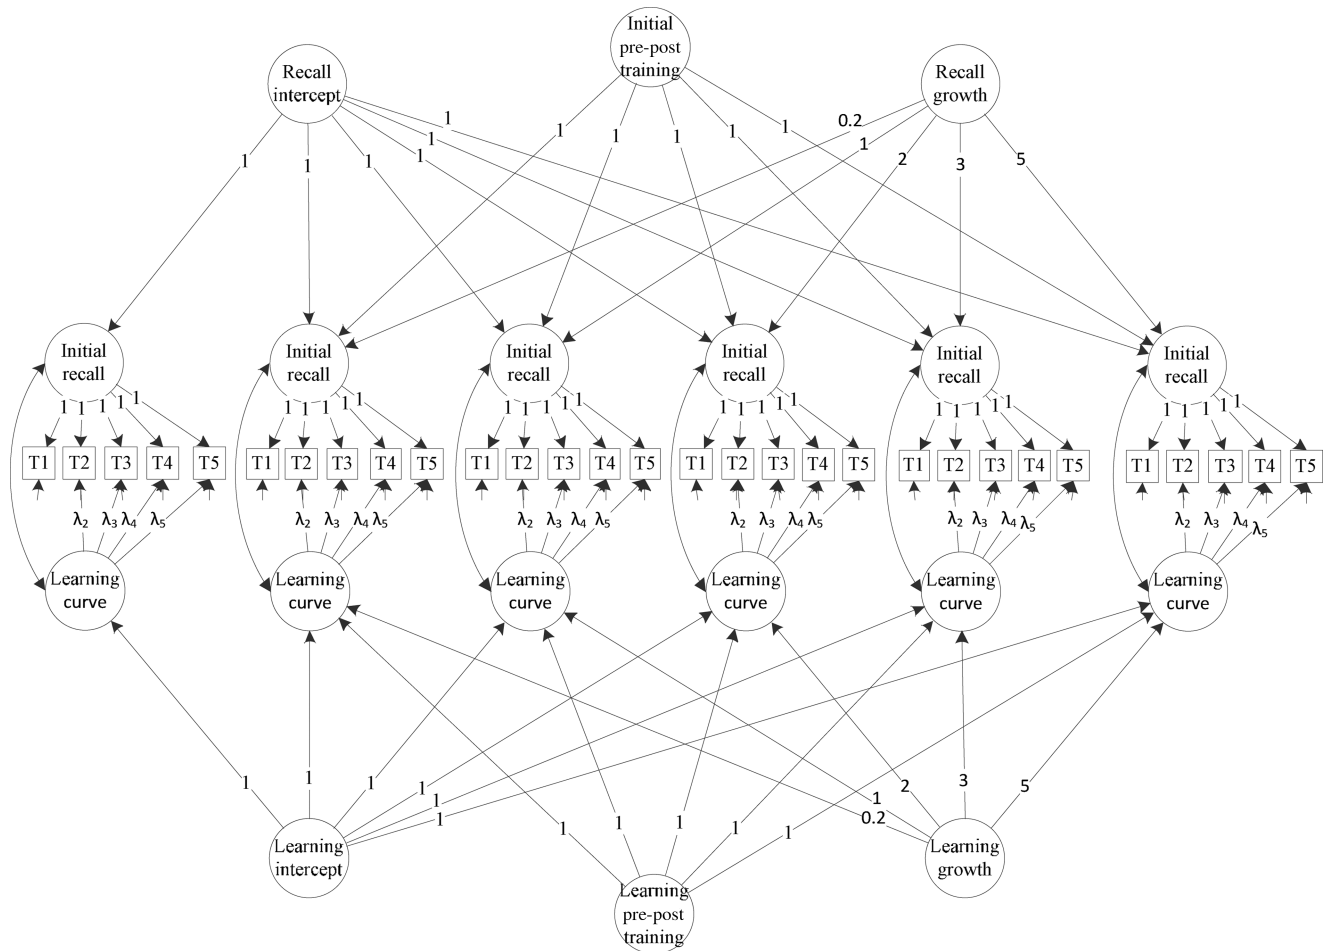 Initial
pre-post
training
Recall
intercept
Recall
growth
1
0.2
1
1
1
1
1
1
1
1
1
1
1
2
3
5
Initial
recall
Initial
recall
Initial
recall
Initial
recall
Initial
recall
Initial
recall
1 1 1 1 1
1 1 1 1 1
1 1 1 1 1
1 1 1 1 1
1 1 1 1 1
1 1 1 1 1
T1 T2 T3 T4 T5
T1 T2 T3 T4 T5
T1 T2 T3 T4 T5
T1 T2 T3 T4 T5
T1 T2 T3 T4 T5
T1 T2 T3 T4 T5
λ2 λ3 λ4 λ5
λ2 λ3 λ4 λ5
λ2 λ3 λ4 λ5
λ2 λ3 λ4 λ5
λ2 λ3 λ4 λ5
λ2 λ3 λ4 λ5
Learning
curve
Learning
curve
Learning
curve
Learning
curve
Learning
curve
Learning
curve
1
1
1
1
1
1
1
1
1
1
1
0.2
1
2
3
5
Learning
intercept
Learning
pre-post
training
Learning
growth